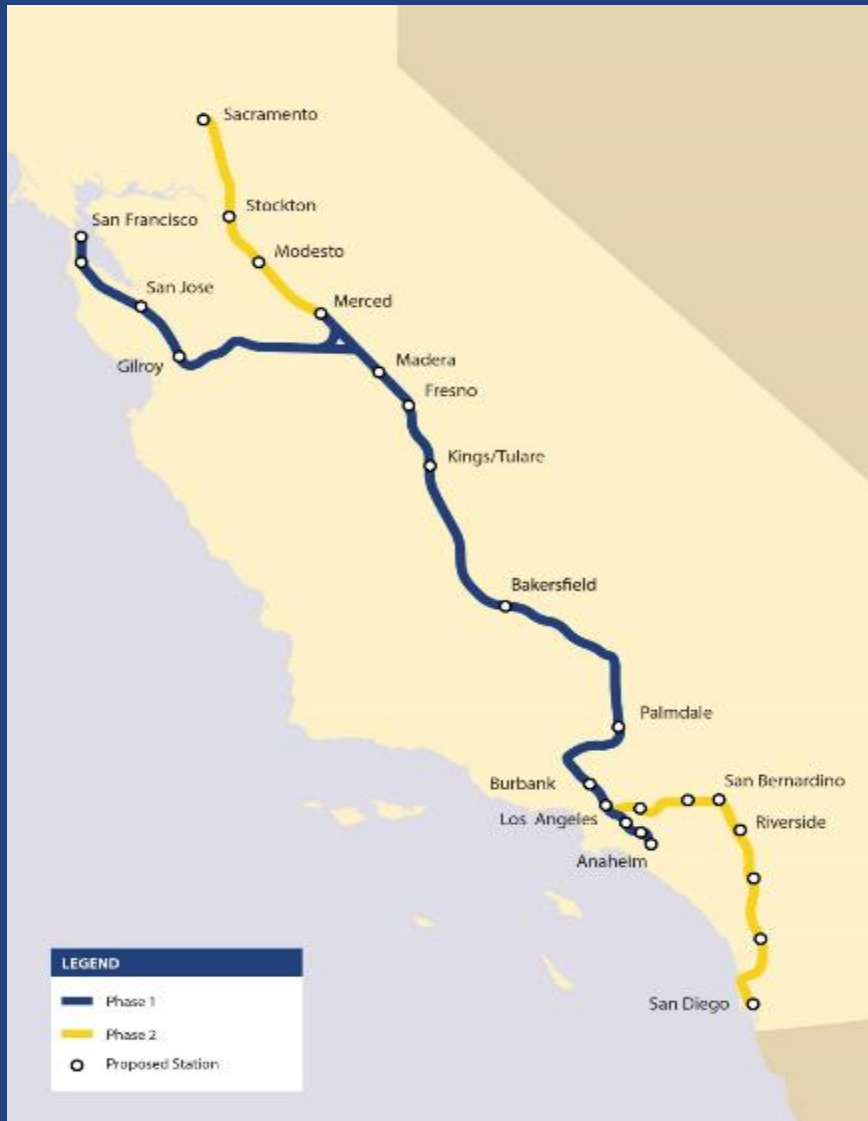 Sacramento
Stockton
San Francisco
Modesto
San Jose
Merced
Gilroy
Madera
Fresno
Kings/Tulare
Bakersfield
Palmdale
Burbank
San Bernardino
Los Angeles
Riverside
Anaheim
San Diego
LEGEND
Phase 1
Phase 2
Proposed Station